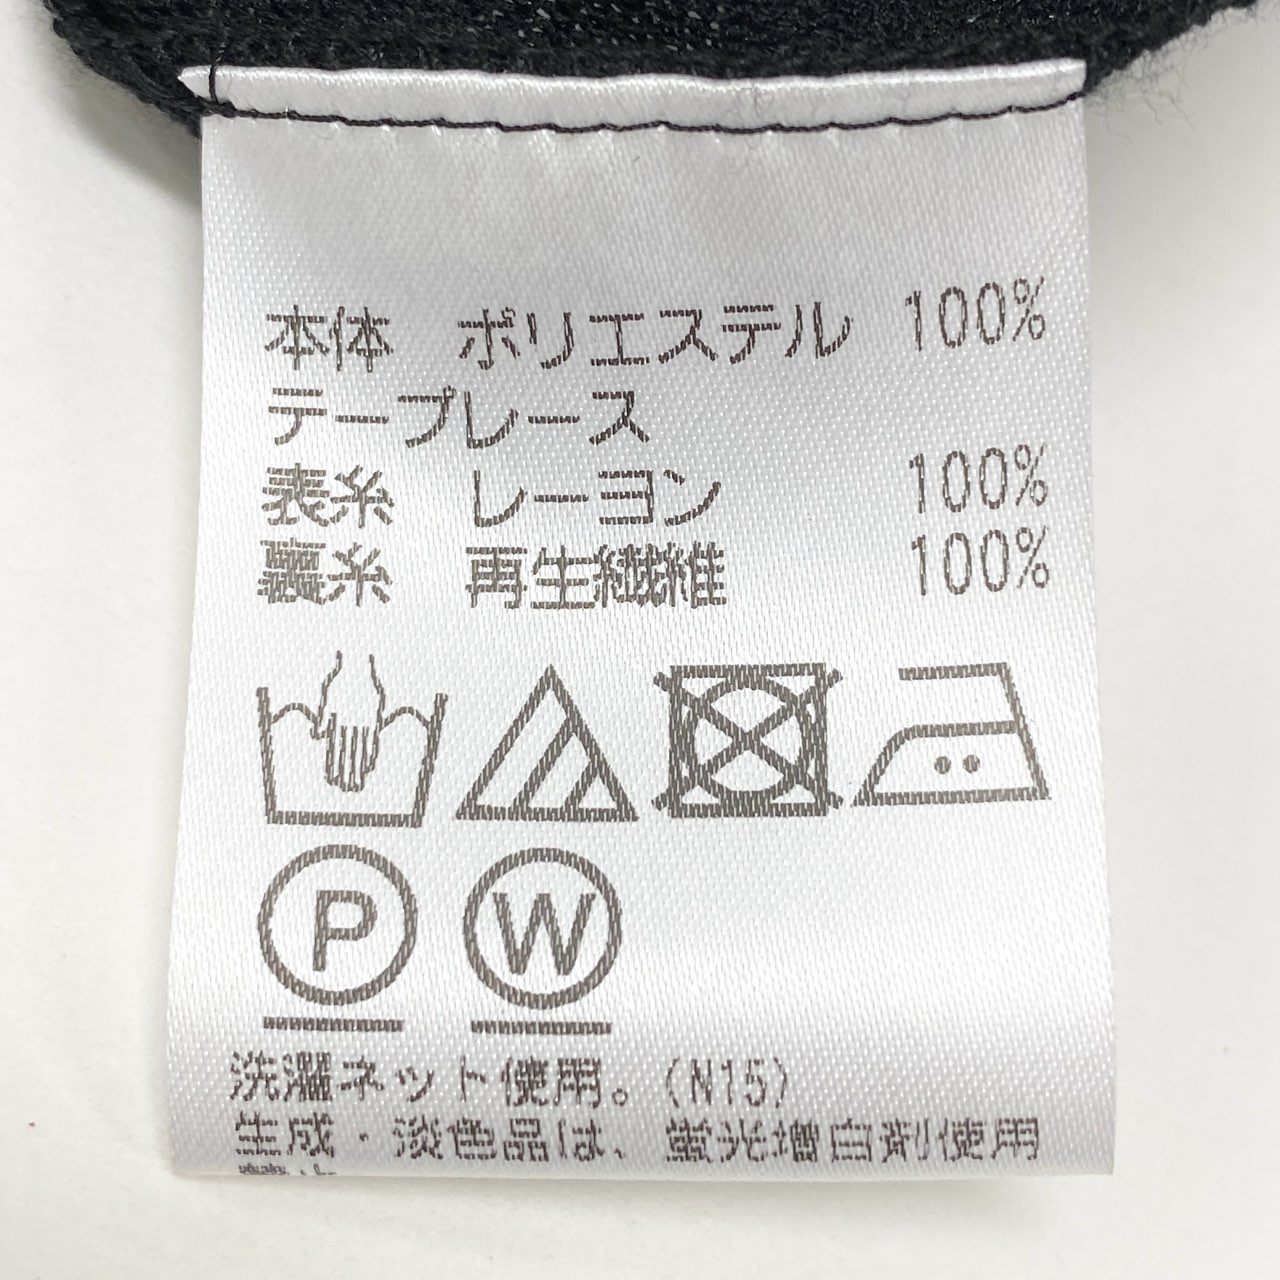 本体 ポリエステル 100%
テープレース
表糸 レーヨン 100%
裏糸 再生繊維 100%
P W
洗濯ネット使用。(N15)
生成・淡色品は、蛍光増白剤使用